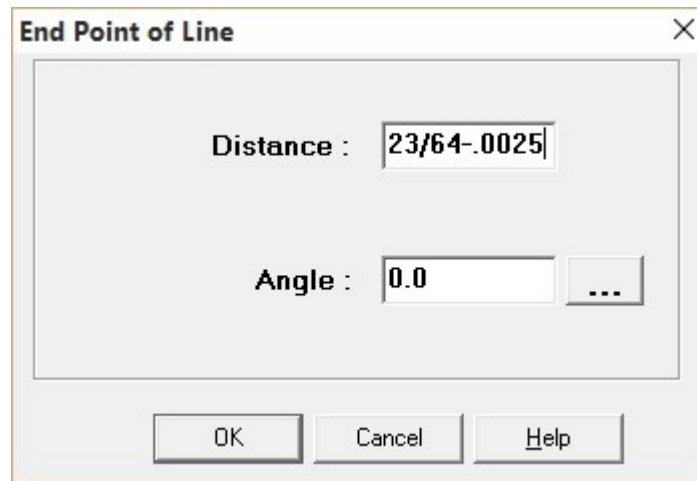 End Point of Line
Distance : 23/64-.0025
Angle : 0.0 ...
OK Cancel Help